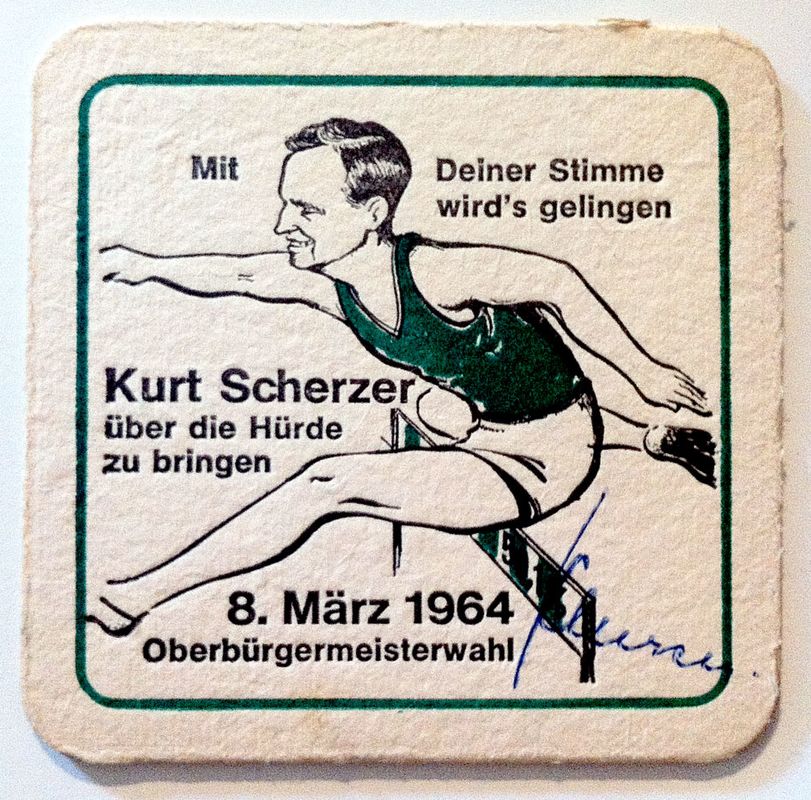 Mit Deiner Stimme
wird's gelingen
Kurt Scherzer
über die Hürde
zu bringen
8. März 1964
Oberbürgermeisterwahl